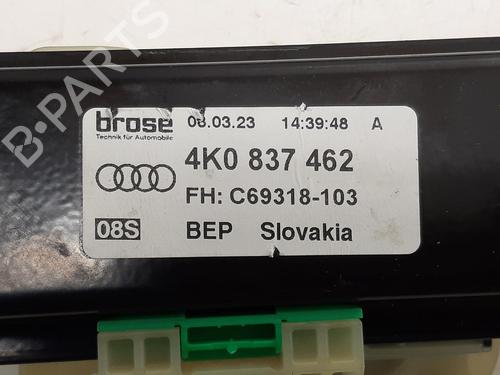 B-PARTS
brose 08.03.23 14:39:48 A
Technik für Automobile
4K0 837 462
FH: C69318-103
08S BEP Slovakia